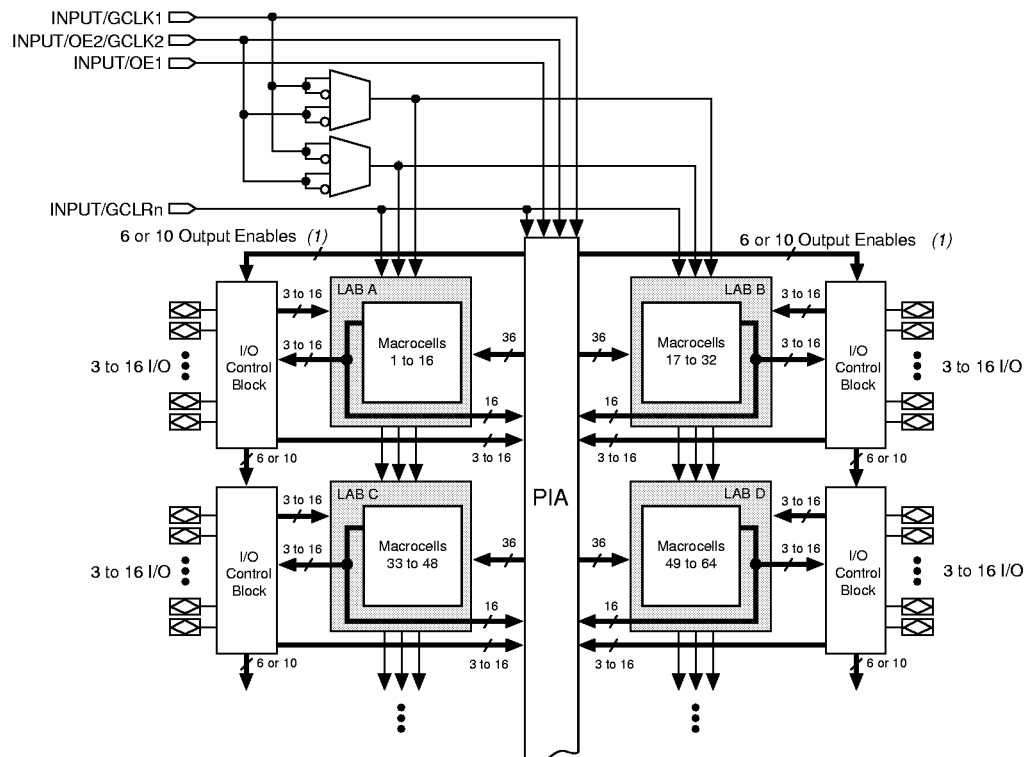 INPUT/GCLK1
INPUT/OE2/GCLK2
INPUT/OE1
INPUT/GCLRn
6 or 10 Output Enables (1)
6 or 10 Output Enables (1)
3 to 16 I/O
I/O
Control
Block
3 to 16
3 to 16
LAB A
Macrocells
1 to 16
36
16
3 to 16
6 or 10
36
16
3 to 16
LAB B
Macrocells
17 to 32
3 to 16
3 to 16
I/O
Control
Block
3 to 16 I/O
6 or 10
PIA
3 to 16 I/O
I/O
Control
Block
3 to 16
3 to 16
LAB C
Macrocells
33 to 48
36
16
3 to 16
6 or 10
36
16
3 to 16
LAB D
Macrocells
49 to 64
3 to 16
3 to 16
I/O
Control
Block
3 to 16 I/O
6 or 10